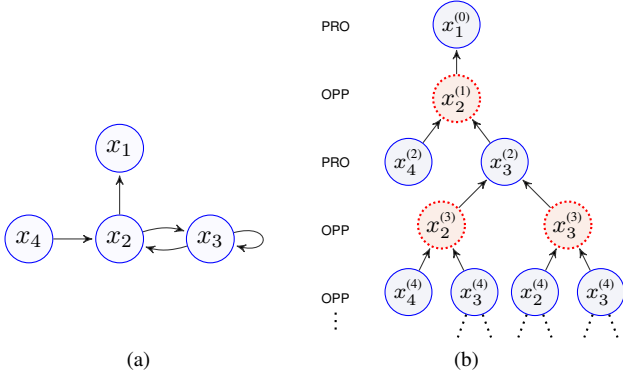 PRO x₁⁽⁰⁾
OPP x₂⁽¹⁾
PRO x₄⁽²⁾ x₃⁽²⁾
OPP x₂⁽³⁾ x₃⁽³⁾
OPP x₄⁽⁴⁾ x₃⁽⁴⁾ x₂⁽⁴⁾ x₃⁽⁴⁾
x₁
x₄ x₂ x₃
(a) (b)